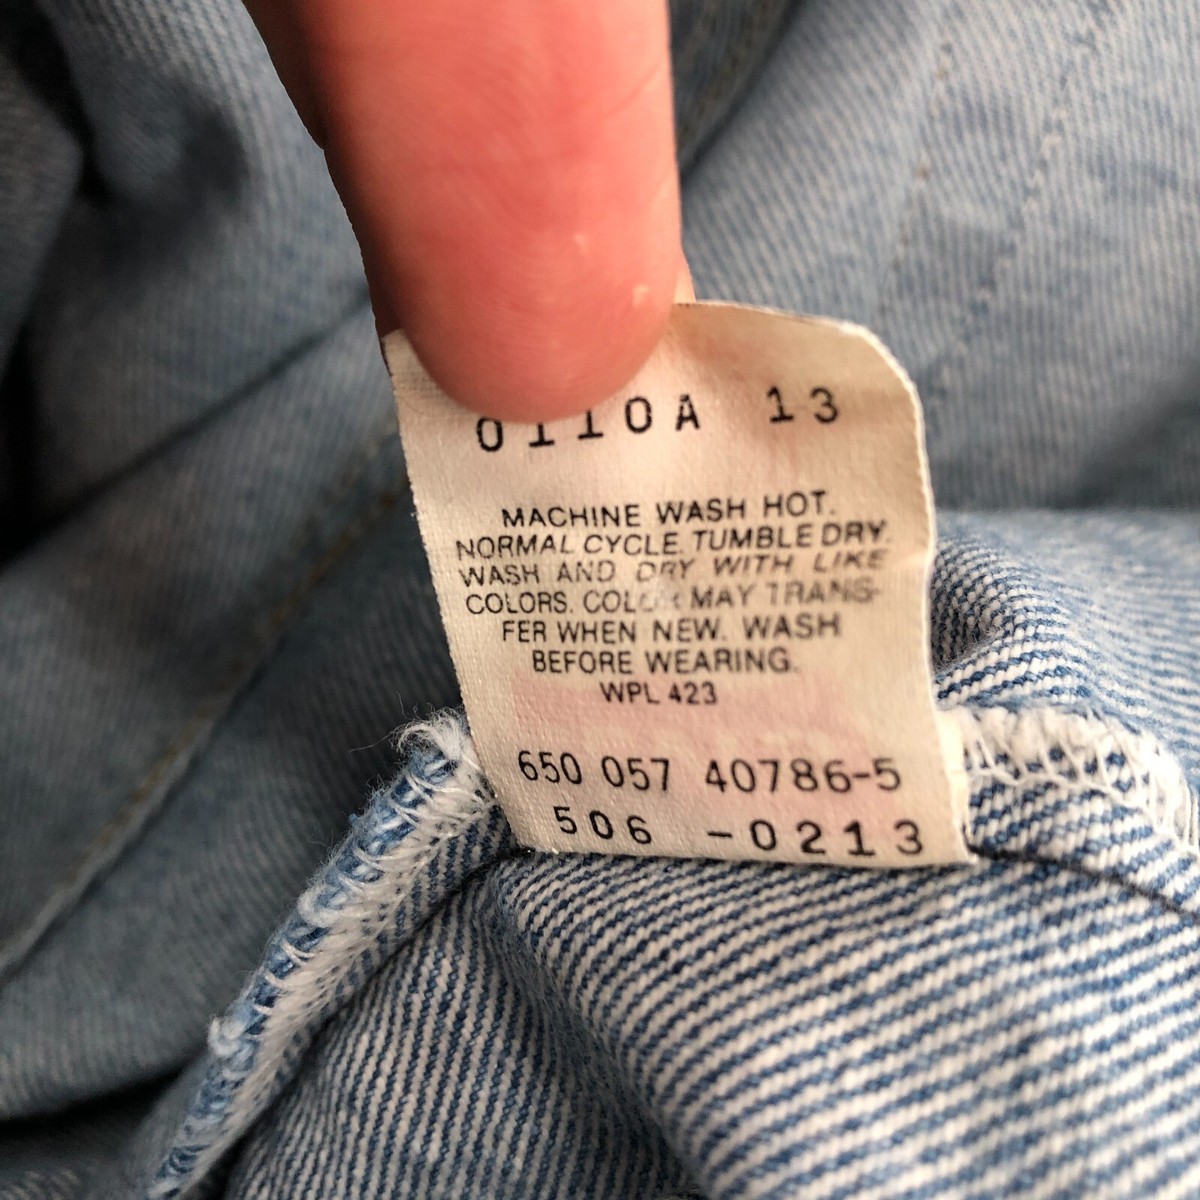 0110A 13
MACHINE WASH HOT.
NORMAL CYCLE. TUMBLE DRY.
WASH AND DRY WITH LIKE
COLORS. COLOR MAY TRANS-
FER WHEN NEW. WASH
BEFORE WEARING.
WPL 423
650 057 40786-5
506 -0213